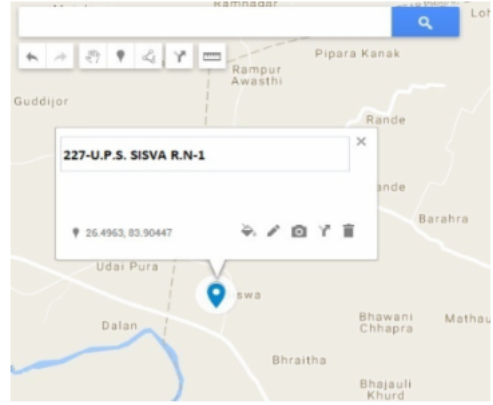 Ramnagar
Pipara Kanak
Rampur
Awasthi
Guddijor
Rande
227-U.P.S. SISVA R.N-1
ande
Barahra
26.4963, 83.90447
Udai Pura
swa
Dalan
Bhawani
Chhapra
Mathau
Bhraitha
Bhajauli
Khurd